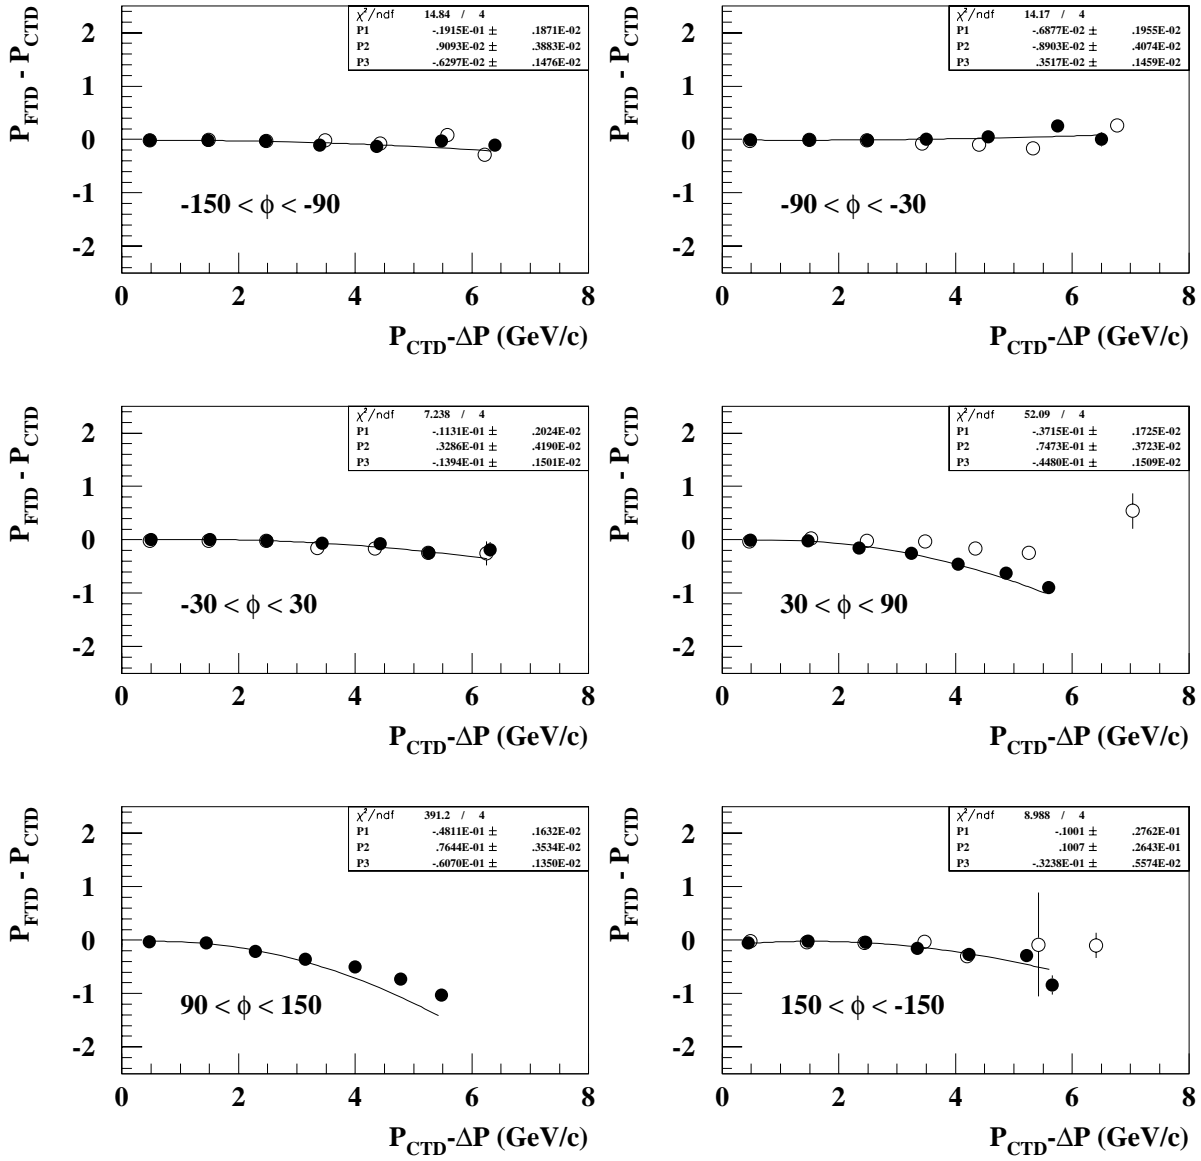 χ²/ndf 14.84 / 4
P1 -.1915E-01 ± .1871E-02
P2 .9093E-02 ± .3883E-02
P3 -.6297E-02 ± .1476E-02
P_FTD - P_CTD
2
1
0
-1
-2
-150 < ϕ < -90
0 2 4 6 8
P_CTD-ΔP (GeV/c)
χ²/ndf 14.17 / 4
P1 -.6877E-02 ± .1955E-02
P2 -.8903E-02 ± .4074E-02
P3 .3517E-02 ± .1459E-02
P_FTD - P_CTD
2
1
0
-1
-2
-90 < ϕ < -30
0 2 4 6 8
P_CTD-ΔP (GeV/c)
χ²/ndf 7.238 / 4
P1 -.1131E-01 ± .2024E-02
P2 .3286E-01 ± .4190E-02
P3 -.1394E-01 ± .1501E-02
P_FTD - P_CTD
2
1
0
-1
-2
-30 < ϕ < 30
0 2 4 6 8
P_CTD-ΔP (GeV/c)
χ²/ndf 52.09 / 4
P1 -.3715E-01 ± .1725E-02
P2 .7473E-01 ± .3723E-02
P3 -.4480E-01 ± .1509E-02
P_FTD - P_CTD
2
1
0
-1
-2
30 < ϕ < 90
0 2 4 6 8
P_CTD-ΔP (GeV/c)
χ²/ndf 391.2 / 4
P1 -.4811E-01 ± .1632E-02
P2 .7644E-01 ± .3534E-02
P3 -.6070E-01 ± .1350E-02
P_FTD - P_CTD
2
1
0
-1
-2
90 < ϕ < 150
0 2 4 6 8
P_CTD-ΔP (GeV/c)
χ²/ndf 8.988 / 4
P1 -.1001 ± .2762E-01
P2 .1007 ± .2643E-01
P3 -.3238E-01 ± .5574E-02
P_FTD - P_CTD
2
1
0
-1
-2
150 < ϕ < -150
0 2 4 6 8
P_CTD-ΔP (GeV/c)